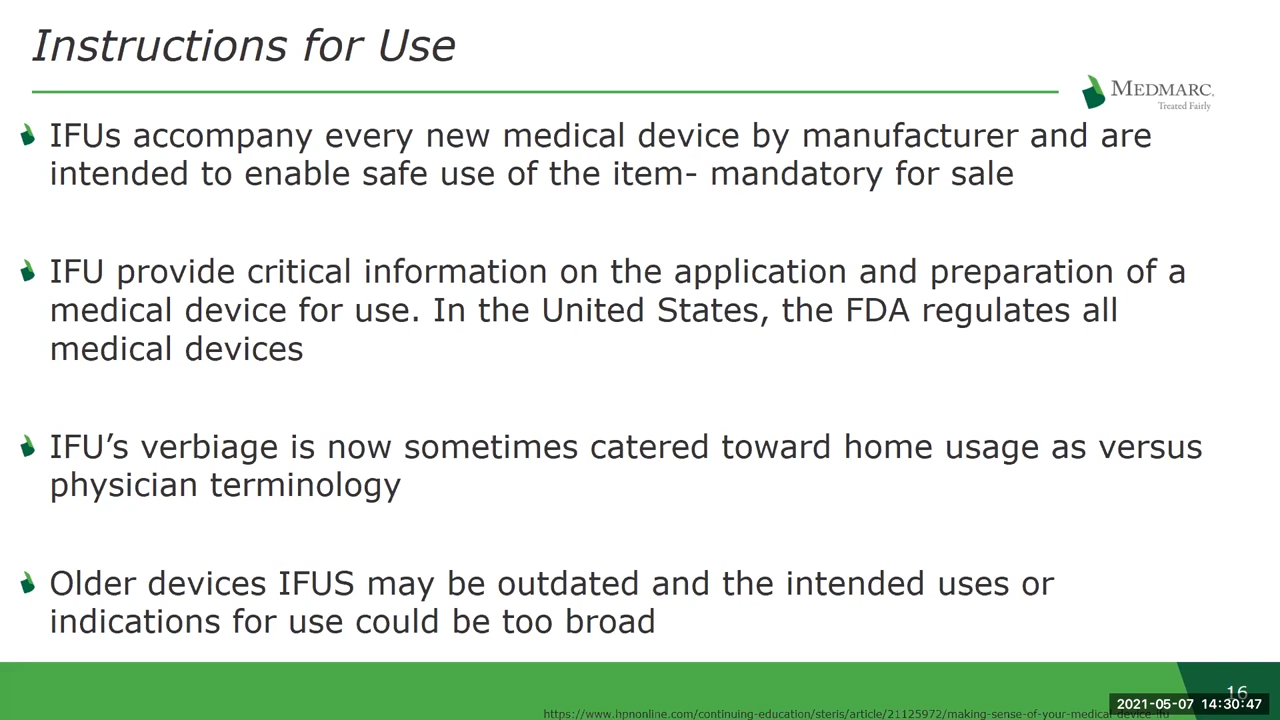 Instructions for Use
MEDMARC
Treated Fairly
IFUs accompany every new medical device by manufacturer and are
intended to enable safe use of the item- mandatory for sale
IFU provide critical information on the application and preparation of a
medical device for use. In the United States, the FDA regulates all
medical devices
IFU’s verbiage is now sometimes catered toward home usage as versus
physician terminology
Older devices IFUS may be outdated and the intended uses or
indications for use could be too broad
16
2021-05-07 14:30:47
https://www.hpnonline.com/continuing-education/steris/article/21125972/making-sense-of-your-medical-device-ifu